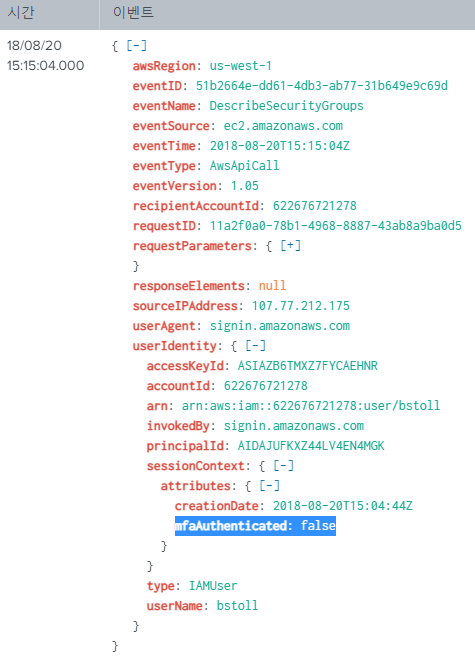 시간 이벤트
18/08/20 { [-]
15:15:04.000 awsRegion: us-west-1
eventID: 51b2664e-dd61-4db3-ab77-31b649e9c69d
eventName: DescribeSecurityGroups
eventSource: ec2.amazonaws.com
eventTime: 2018-08-20T15:15:04Z
eventType: AwsApiCall
eventVersion: 1.05
recipientAccountId: 622676721278
requestID: 11a2f0a0-78b1-4968-8887-43ab8a9ba0d5
requestParameters: { [+]
}
responseElements: null
sourceIPAddress: 107.77.212.175
userAgent: signin.amazonaws.com
userIdentity: { [-]
accessKeyId: ASIAZB6TMXZ7FYCAEHNR
accountId: 622676721278
arn: arn:aws:iam::622676721278:user/bstoll
invokedBy: signin.amazonaws.com
principalId: AIDAJUFKXZ44LV4EN4MGK
sessionContext: { [-]
attributes: { [-]
creationDate: 2018-08-20T15:04:44Z
mfaAuthenticated: false
}
}
type: IAMUser
userName: bstoll
}
}